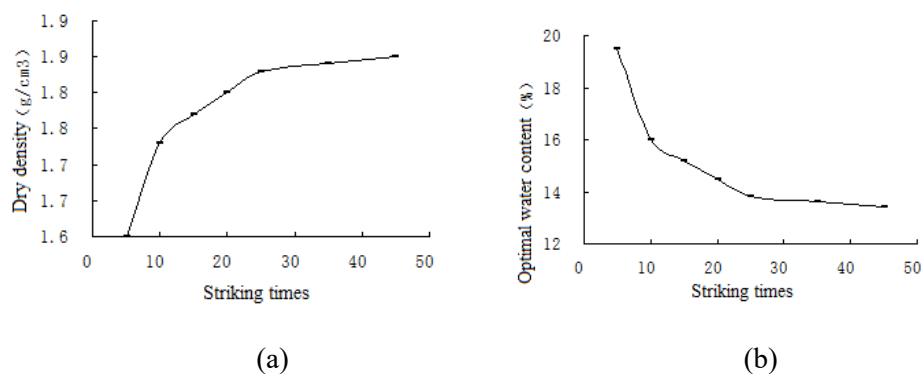 Dry density (g/cm3)
1.9
1.9
1.8
1.8
1.7
1.7
1.6
0 10 20 30 40 50
Striking times
(a)
Optimal water content (%)
20
18
16
14
12
0 10 20 30 40 50
Striking times
(b)